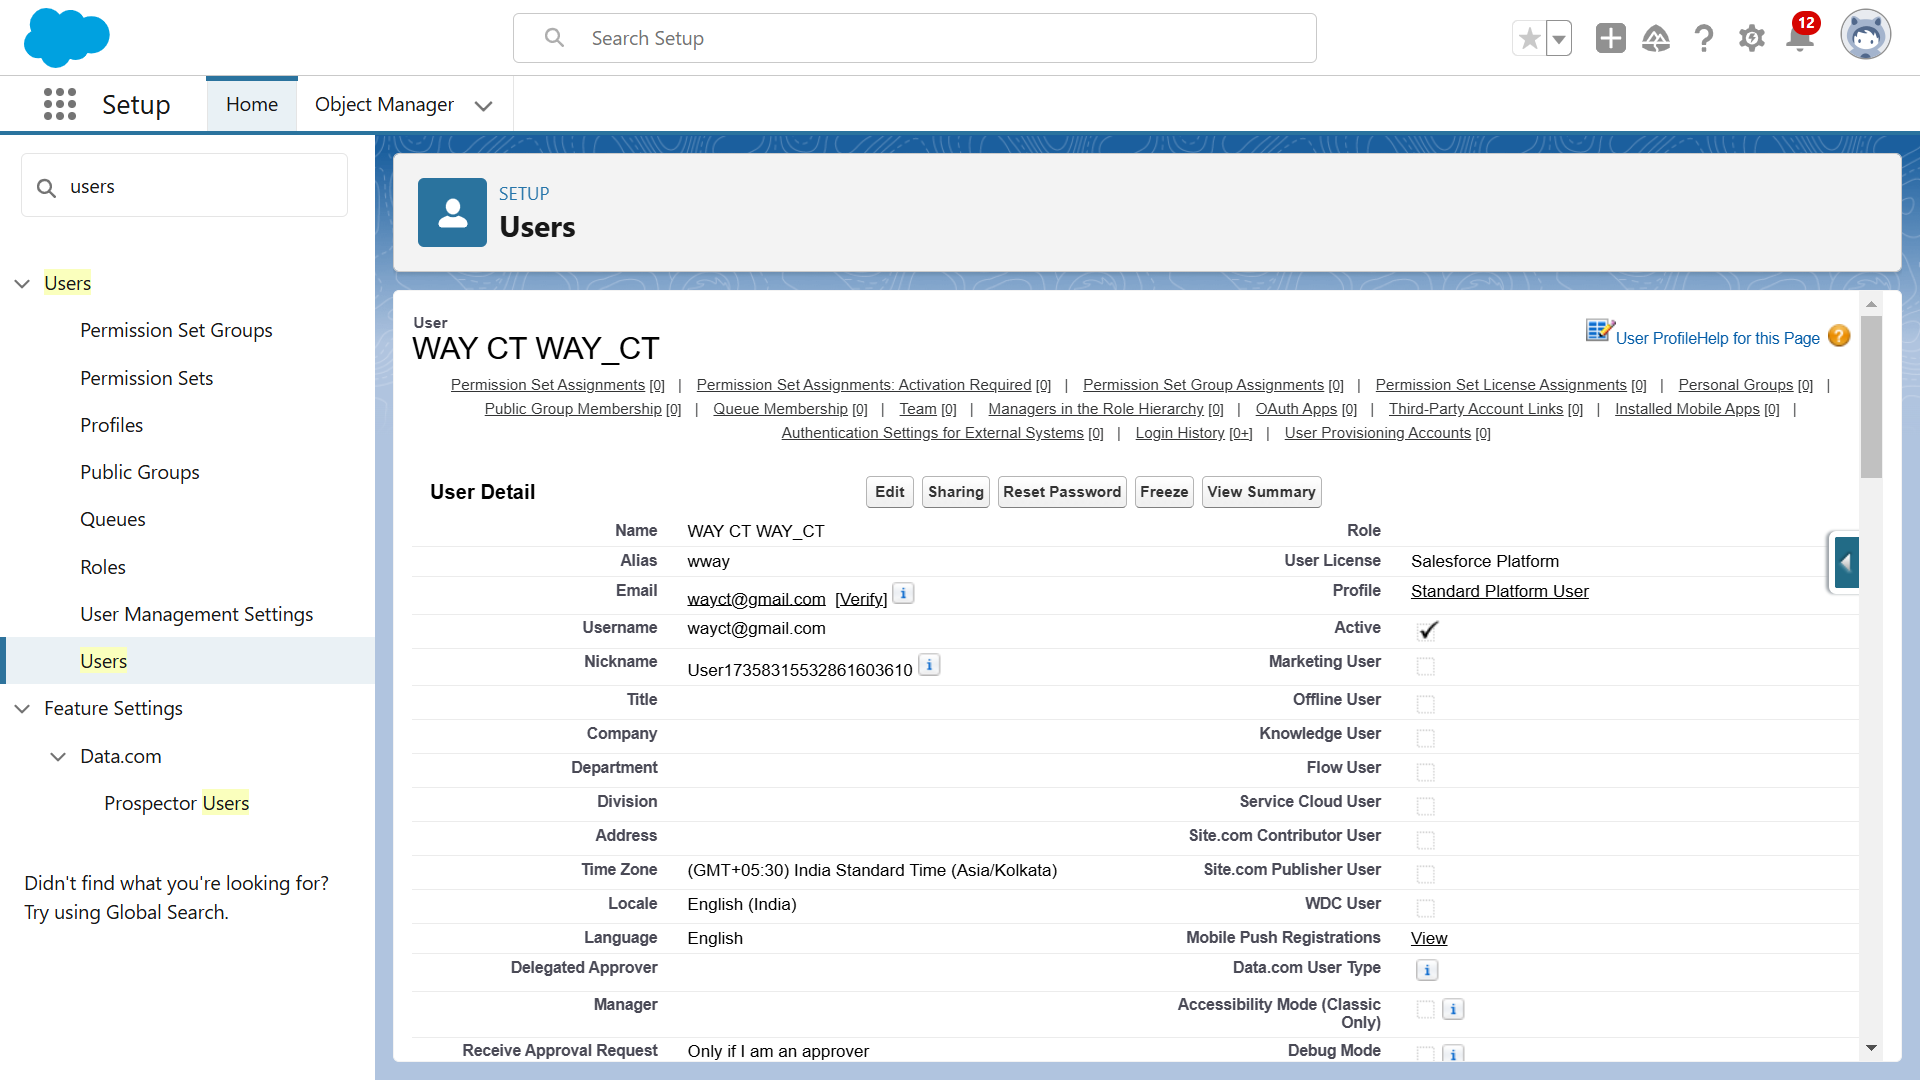 Search Setup
12
Setup
Home
Object Manager
users
Users
Permission Set Groups
Permission Sets
Profiles
Public Groups
Queues
Roles
User Management Settings
Users
Feature Settings
Data.com
Prospector Users
Didn't find what you're looking for?
Try using Global Search.
SETUP
Users
User
WAY CT WAY_CT
User ProfileHelp for this Page ?
Permission Set Assignments [0] | Permission Set Assignments: Activation Required [0] | Permission Set Group Assignments [0] | Permission Set License Assignments [0] | Personal Groups [0] |
Public Group Membership [0] | Queue Membership [0] | Team [0] | Managers in the Role Hierarchy [0] | OAuth Apps [0] | Third-Party Account Links [0] | Installed Mobile Apps [0] |
Authentication Settings for External Systems [0] | Login History [0+] | User Provisioning Accounts [0]
User Detail
Edit Sharing Reset Password Freeze View Summary
Name WAY CT WAY_CT Role
Alias wway User License Salesforce Platform
Email wayct@gmail.com [Verify] i Profile Standard Platform User
Username wayct@gmail.com Active
Nickname User17358315532861603610 i Marketing User
Title Offline User
Company Knowledge User
Department Flow User
Division Service Cloud User
Address Site.com Contributor User
Time Zone (GMT+05:30) India Standard Time (Asia/Kolkata) Site.com Publisher User
Locale English (India) WDC User
Language English Mobile Push Registrations View
Delegated Approver Data.com User Type i
Manager Accessibility Mode (Classic
Only) i
Receive Approval Request Only if I am an approver Debug Mode i